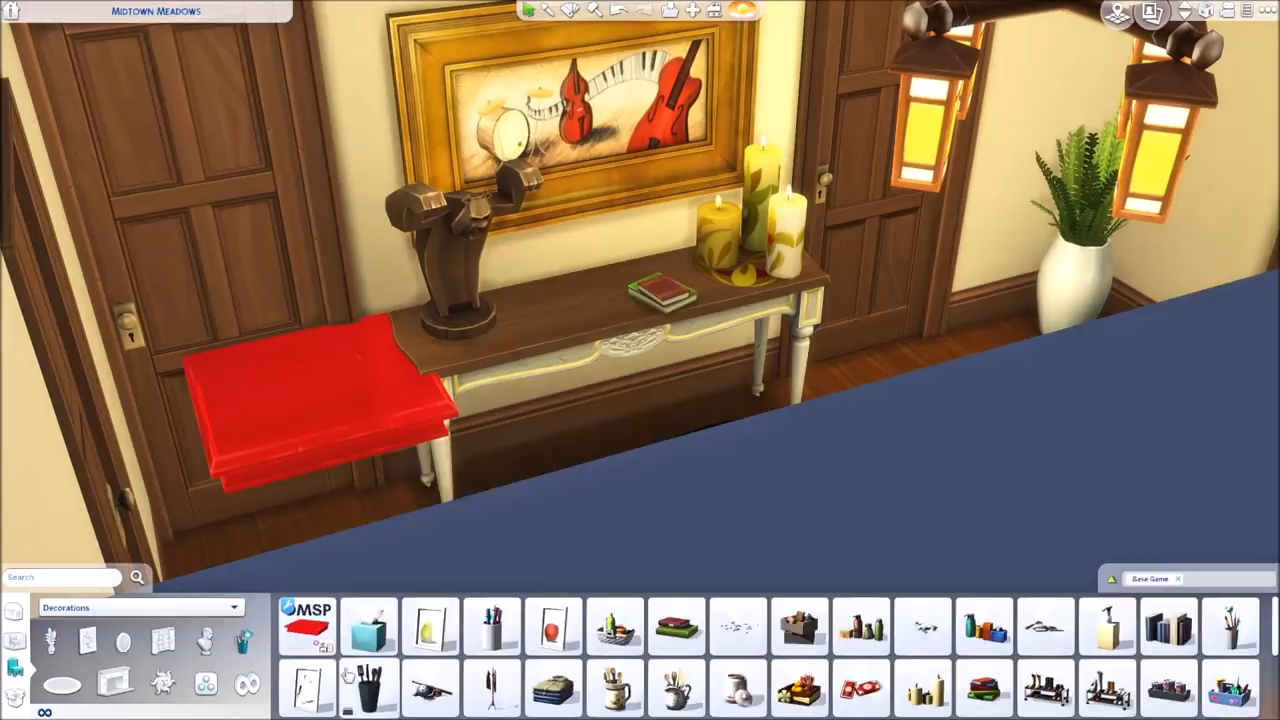 Midtown Meadows
Search
Base Game
Decorations
MSP